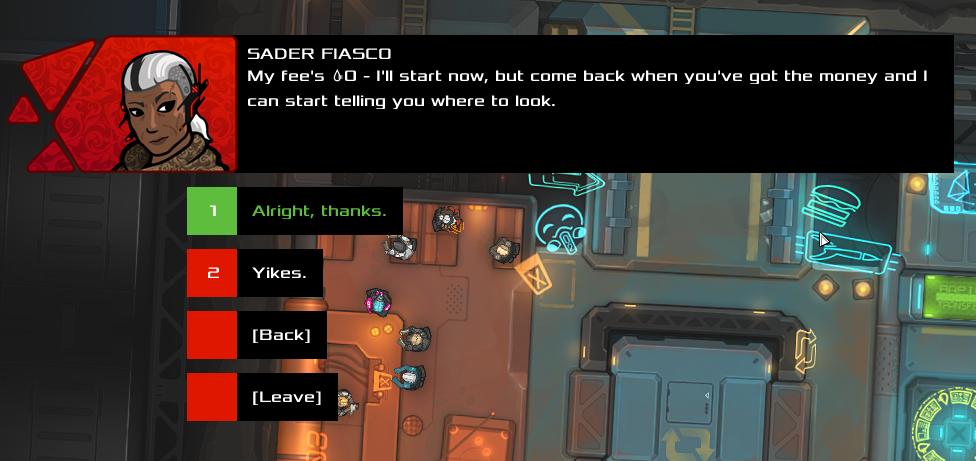 SADER FIASCO
My fee's 💧0 - I'll start now, but come back when you've got the money and I
can start telling you where to look.
1 Alright, thanks.
2 Yikes.
[Back]
[Leave]